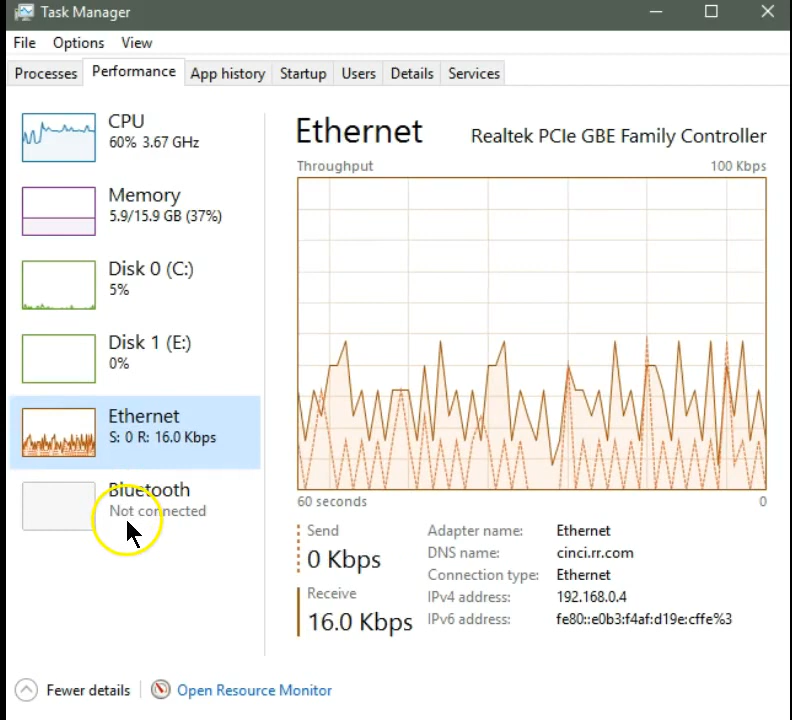 Task Manager
File Options View
Processes Performance App history Startup Users Details Services
CPU
60% 3.67 GHz
Memory
5.9/15.9 GB (37%)
Disk 0 (C:)
5%
Disk 1 (E:)
0%
Ethernet
S: 0 R: 16.0 Kbps
Bluetooth
Not connected
Ethernet Realtek PCIe GBE Family Controller
Throughput 100 Kbps
60 seconds 0
Send
0 Kbps
Receive
16.0 Kbps
Adapter name: Ethernet
DNS name: cinci.rr.com
Connection type: Ethernet
IPv4 address: 192.168.0.4
IPv6 address: fe80::e0b3:f4af:d19e:cffe%3
Fewer details Open Resource Monitor